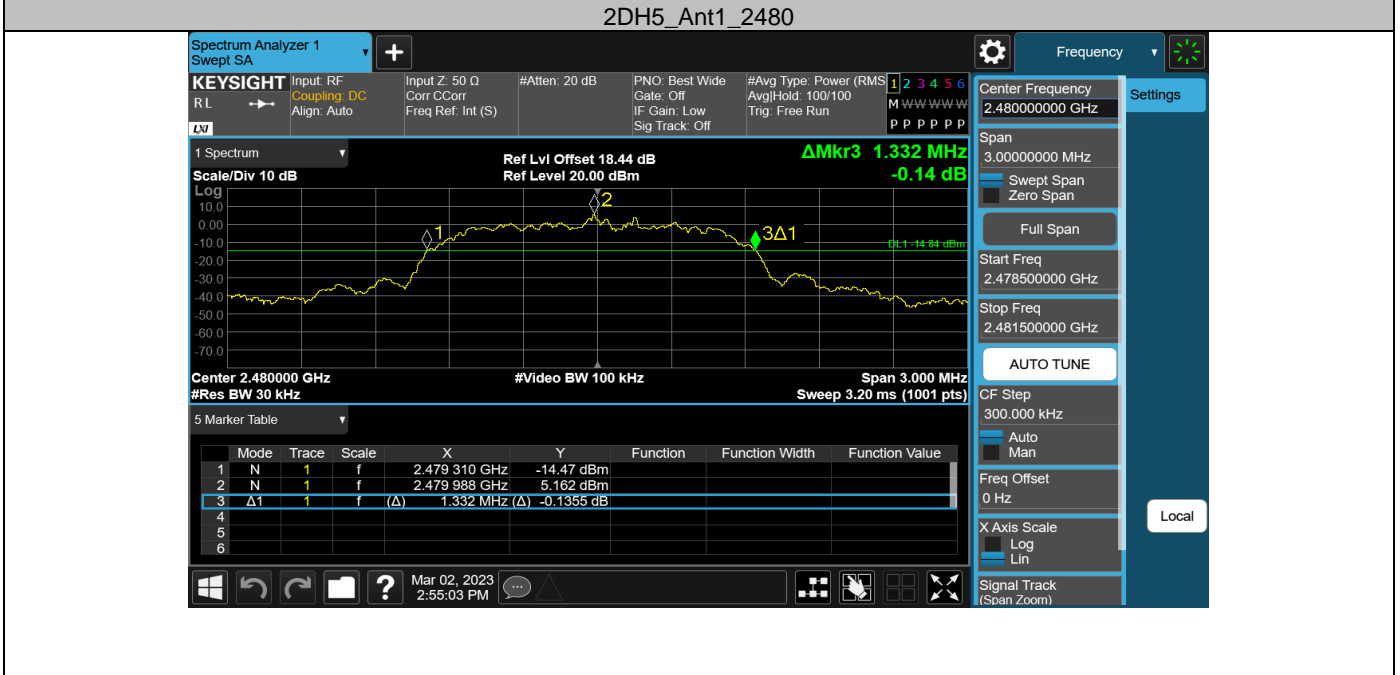 2DH5_Ant1_2480
Spectrum Analyzer 1
Swept SA
+
Frequency
KEYSIGHT
R L
LXI
Input: RF
Coupling: DC
Align: Auto
Input Z: 50 Ω
Corr CCorr
Freq Ref: Int (S)
#Atten: 20 dB
PNO: Best Wide
Gate: Off
IF Gain: Low
Sig Track: Off
#Avg Type: Power (RMS
Avg|Hold: 100/100
Trig: Free Run
1 2 3 4 5 6
M W W W W W
P P P P P P
1 Spectrum
Scale/Div 10 dB
Ref Lvl Offset 18.44 dB
Ref Level 20.00 dBm
ΔMkr3 1.332 MHz
-0.14 dB
Log
10.0
0.00
-10.0
-20.0
-30.0
-40.0
-50.0
-60.0
-70.0
1
2
3Δ1
DL1 -14.84 dBm
Center 2.480000 GHz
#Video BW 100 kHz
Span 3.000 MHz
#Res BW 30 kHz
Sweep 3.20 ms (1001 pts)
5 Marker Table
Mode Trace Scale X Y Function Function Width Function Value
1 N 1 f 2.479 310 GHz -14.47 dBm
2 N 1 f 2.479 988 GHz 5.162 dBm
3 Δ1 1 f (Δ) 1.332 MHz (Δ) -0.1355 dB
4
5
6
?
Mar 02, 2023
2:55:03 PM
Center Frequency
2.480000000 GHz
Span
3.00000000 MHz
Swept Span
Zero Span
Full Span
Start Freq
2.478500000 GHz
Stop Freq
2.481500000 GHz
AUTO TUNE
CF Step
300.000 kHz
Auto
Man
Freq Offset
0 Hz
X Axis Scale
Log
Lin
Signal Track
(Span Zoom)
Settings
Local